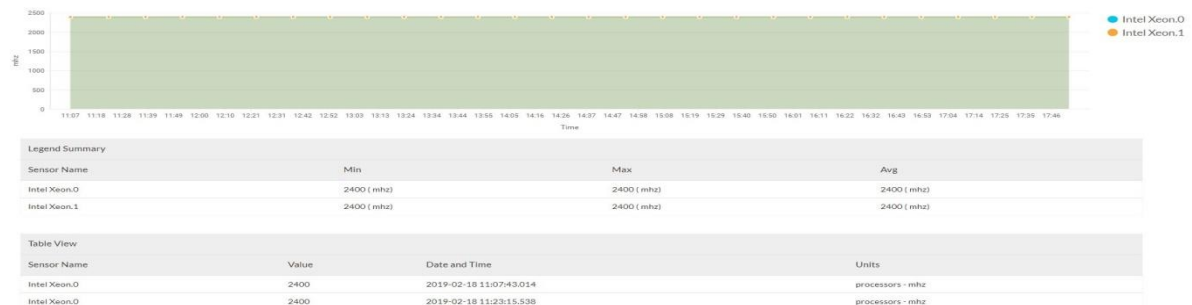 2500
2000
1500
1000
500
0
mhz
11:07 11:18 11:28 11:39 11:49 12:00 12:10 12:21 12:31 12:42 12:52 13:03 13:13 13:24 13:34 13:44 13:55 14:05 14:16 14:26 14:37 14:47 14:58 15:08 15:19 15:29 15:40 15:50 16:01 16:11 16:22 16:32 16:43 16:53 17:04 17:14 17:25 17:35 17:46
Time
Intel Xeon.0
Intel Xeon.1
Legend Summary
Sensor Name Min Max Avg
Intel Xeon.0 2400 ( mhz) 2400 ( mhz) 2400 ( mhz)
Intel Xeon.1 2400 ( mhz) 2400 ( mhz) 2400 ( mhz)
Table View
Sensor Name Value Date and Time Units
Intel Xeon.0 2400 2019-02-18 11:07:43.014 processors - mhz
Intel Xeon.0 2400 2019-02-18 11:23:15.538 processors - mhz